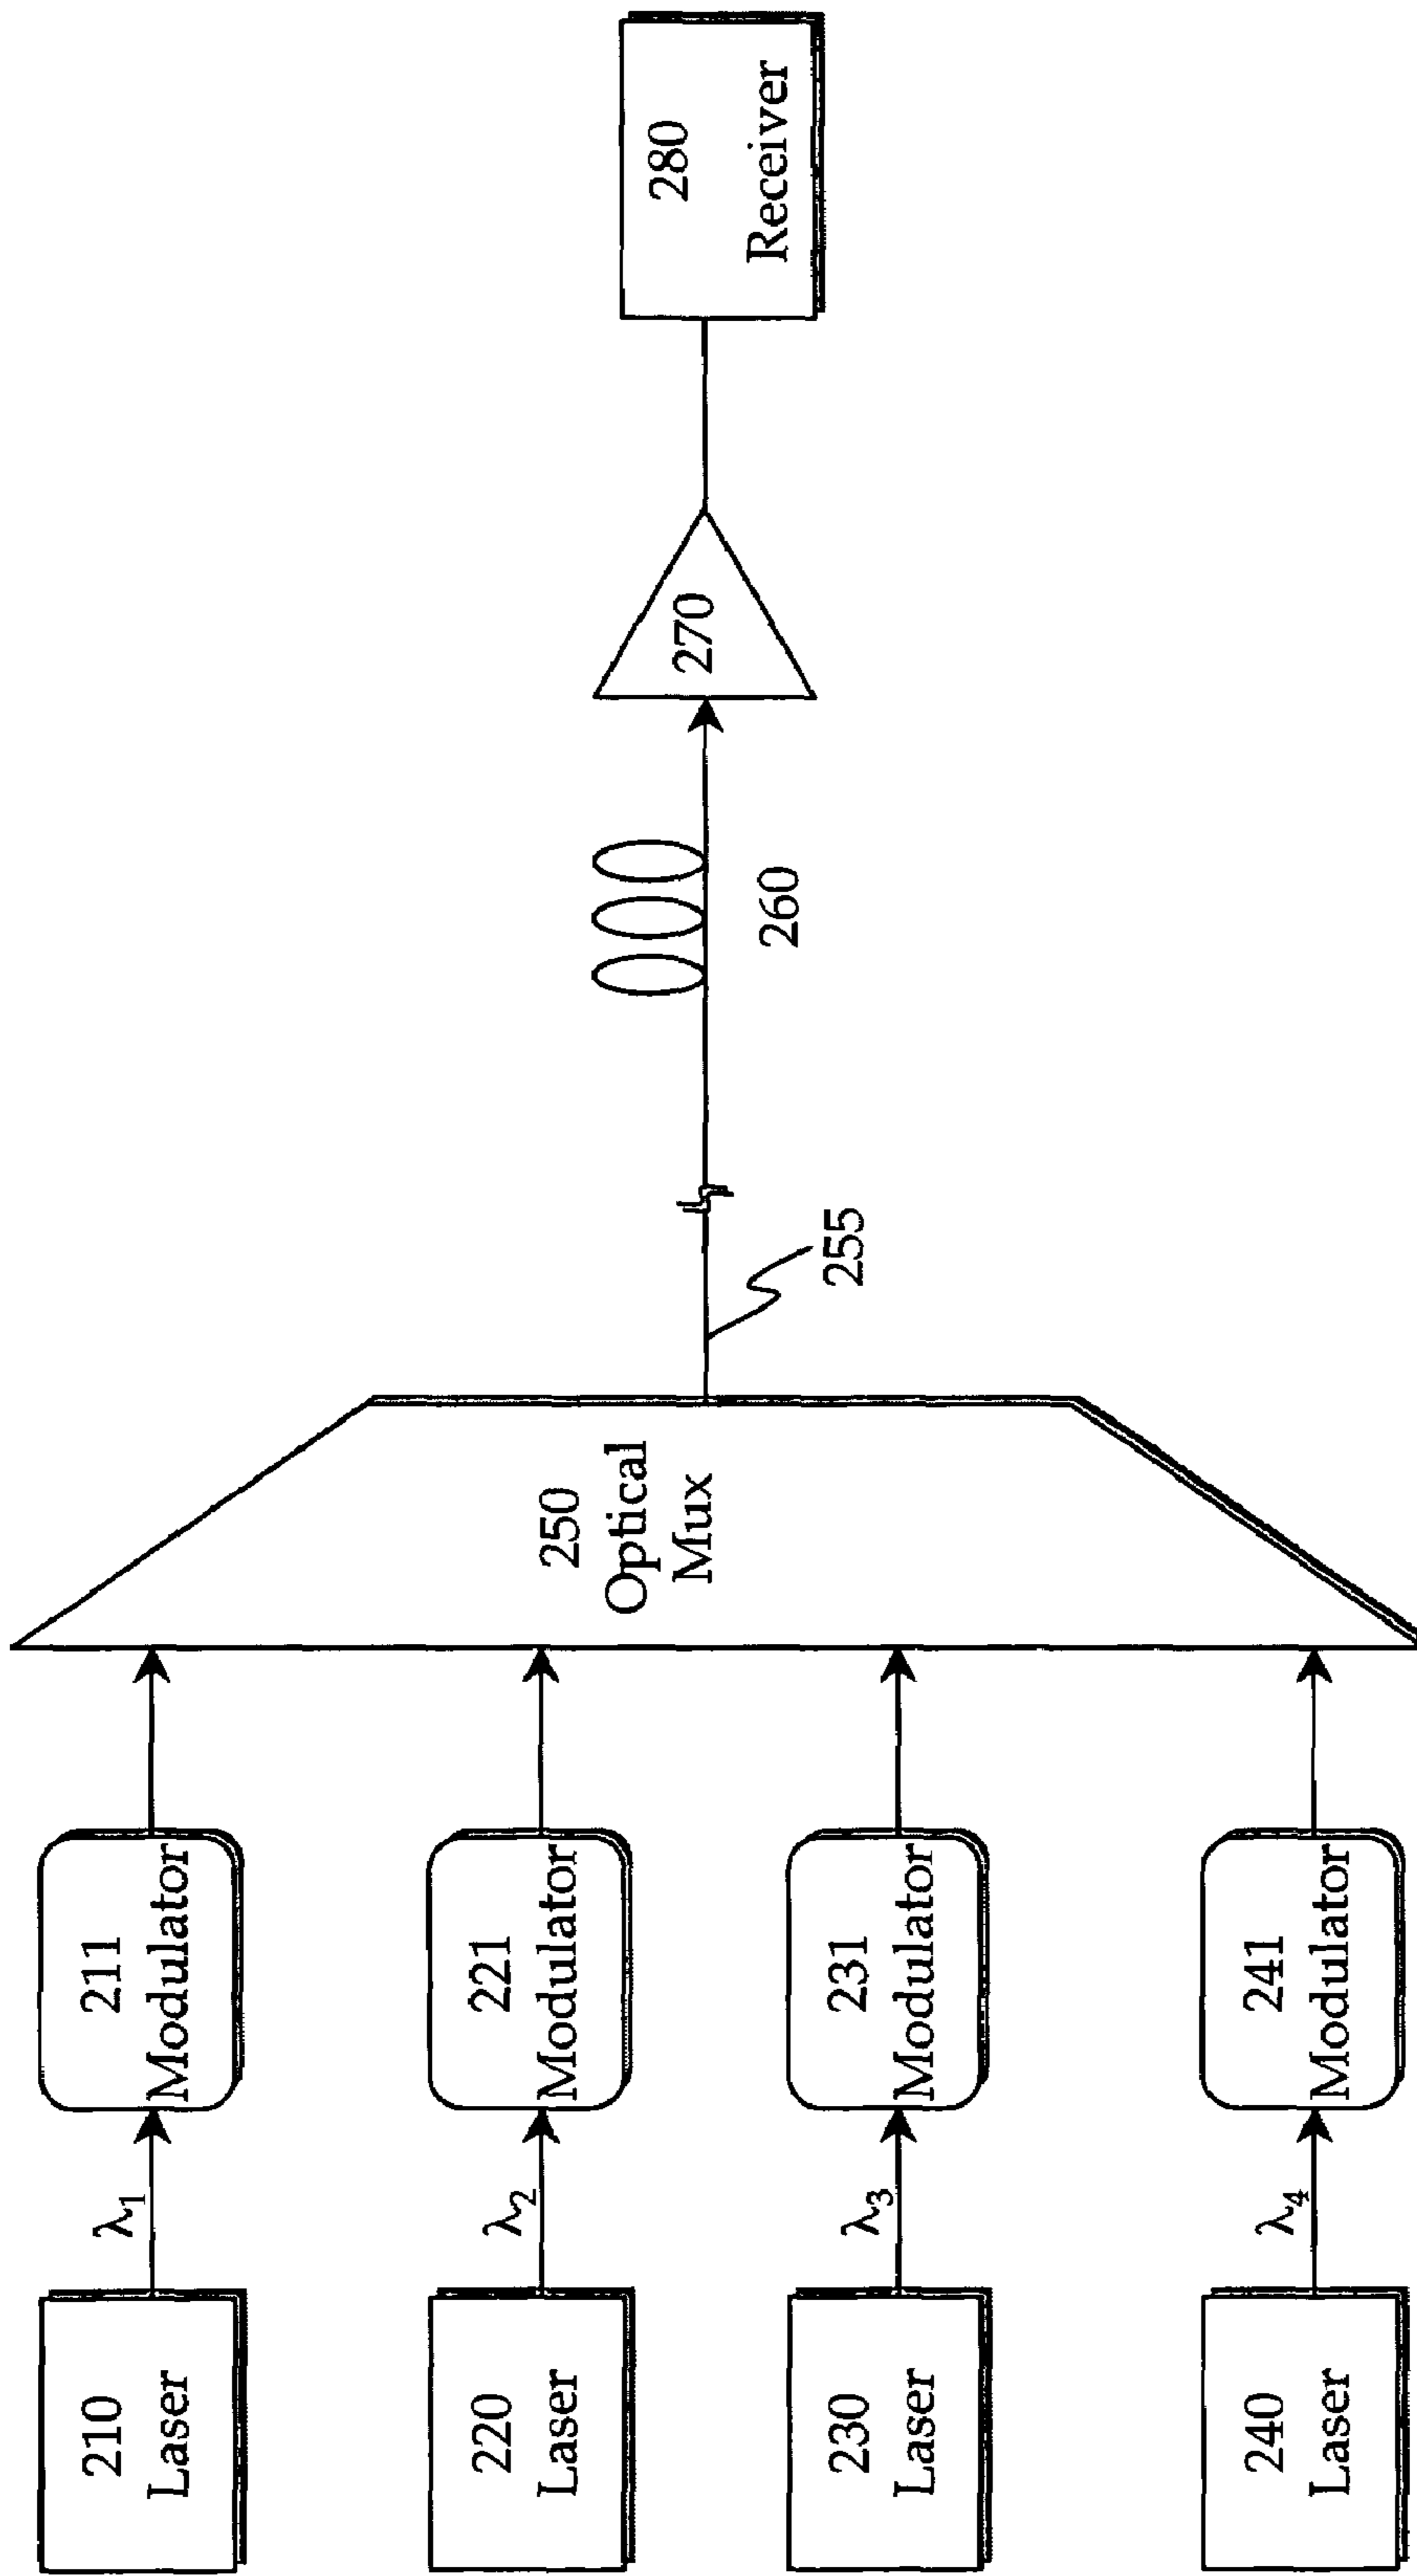 210
Laser
λ1
211
Modulator
220
Laser
λ2
221
Modulator
230
Laser
λ3
231
Modulator
240
Laser
λ4
241
Modulator
250
Optical
Mux
255
260
270
280
Receiver